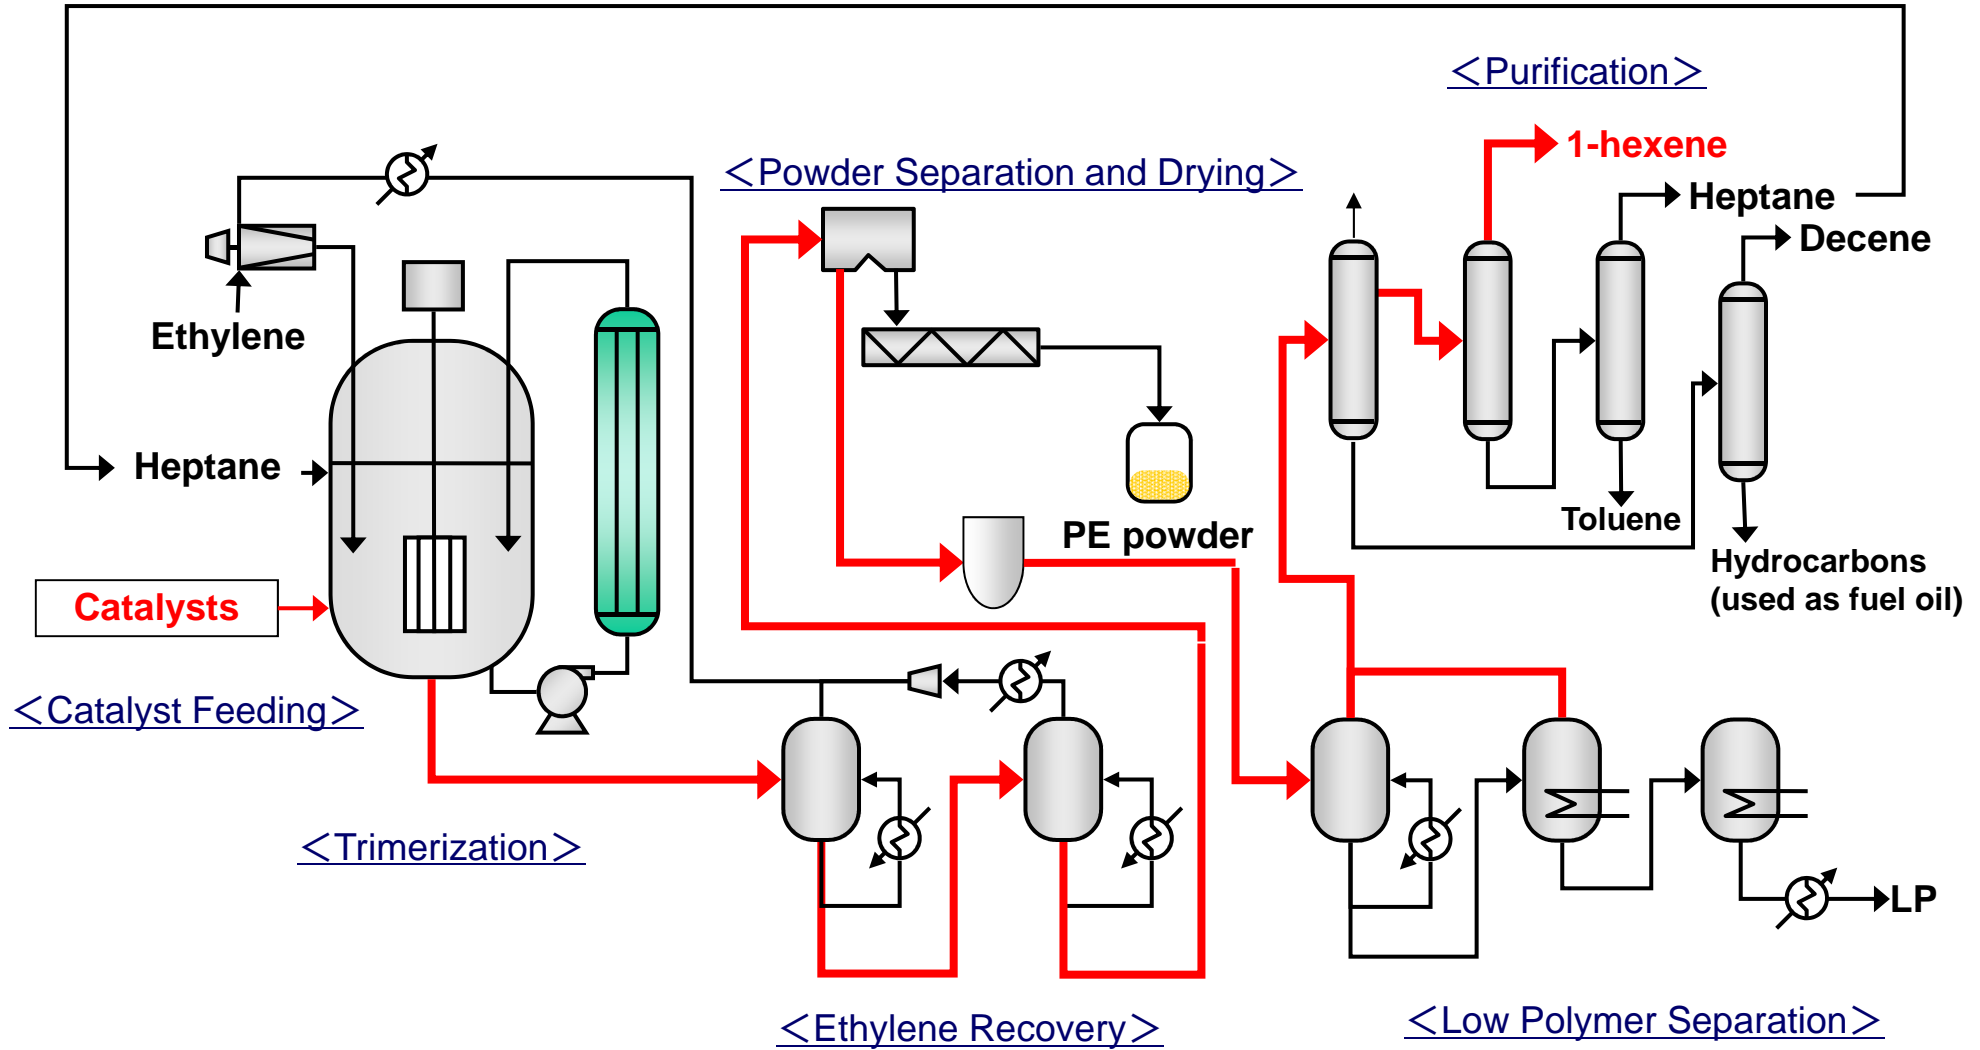 ＜Purification＞
1-hexene
＜Powder Separation and Drying＞
Heptane
Decene
Ethylene
Heptane
PE powder
Toluene
Hydrocarbons
(used as fuel oil)
Catalysts
＜Catalyst Feeding＞
＜Trimerization＞
LP
＜Ethylene Recovery＞
＜Low Polymer Separation＞